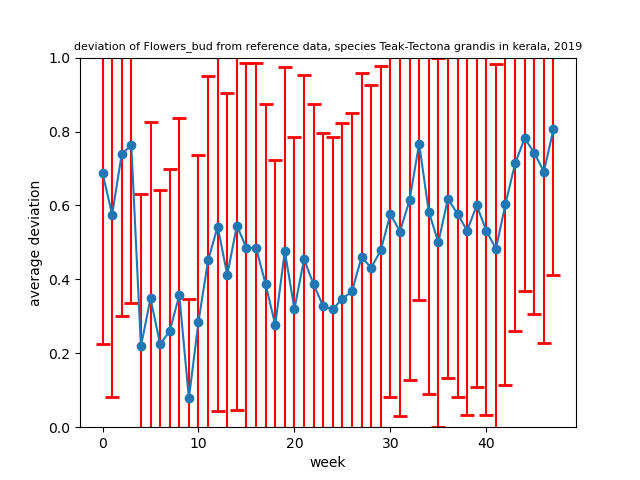 deviation of Flowers_bud from reference data, species Teak-Tectona grandis in kerala, 2019
1.0
0.8
0.6
0.4
0.2
0.0
average deviation
0 10 20 30 40
week